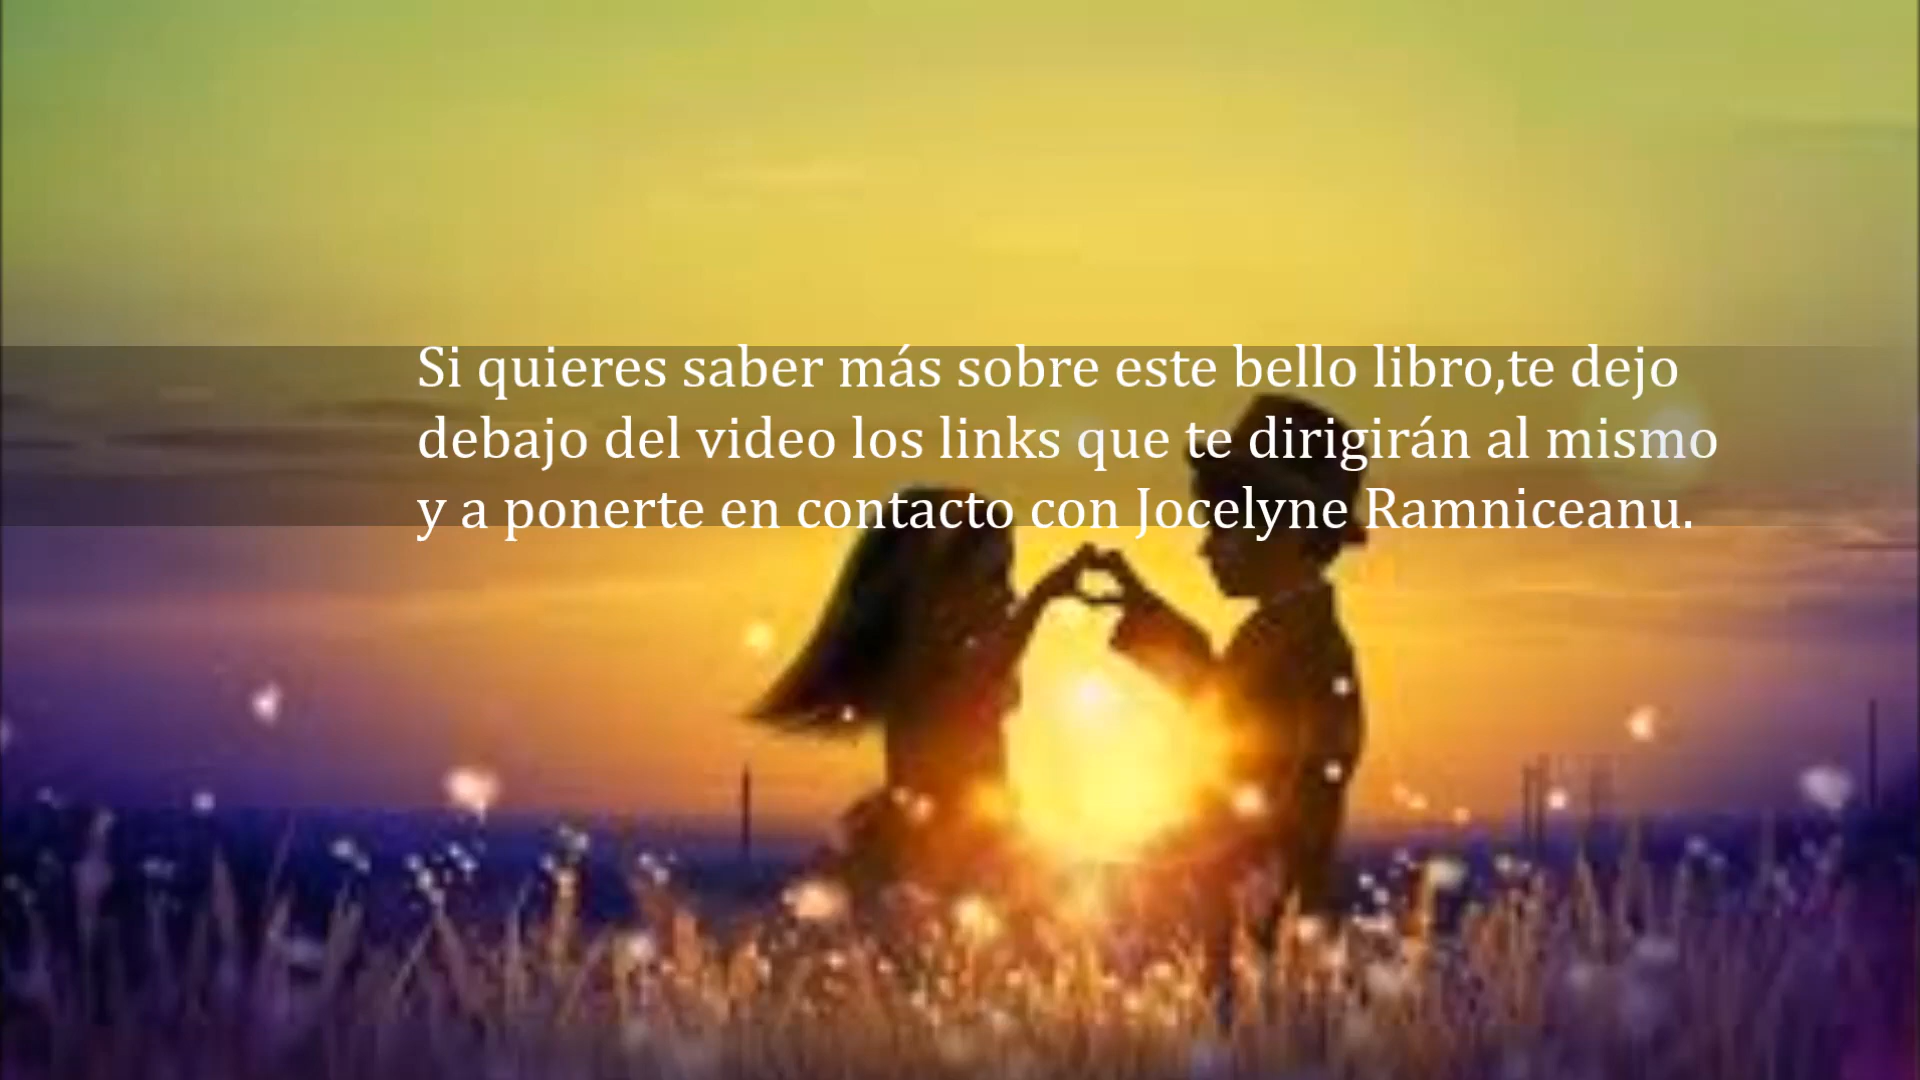 Si quieres saber más sobre este bello libro,te dejo
debajo del video los links que te dirigirán al mismo
y a ponerte en contacto con Jocelyne Ramniceanu.